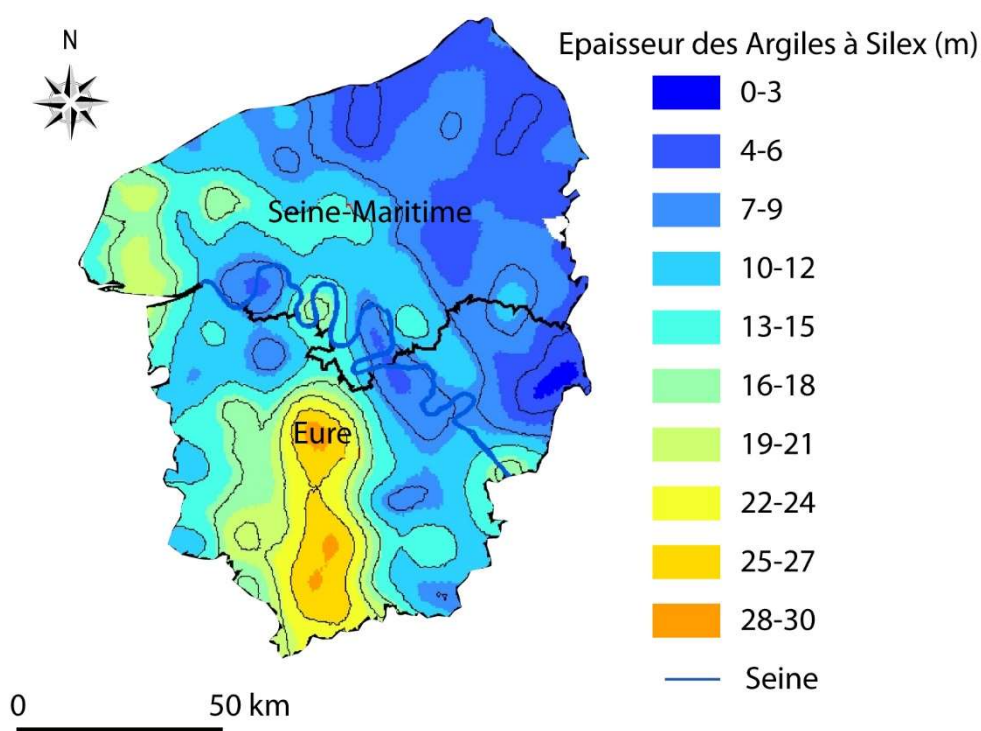 N
Epaisseur des Argiles à Silex (m)
0-3
4-6
7-9
10-12
13-15
16-18
19-21
22-24
25-27
28-30
Seine
Seine-Maritime
Eure
0 50 km